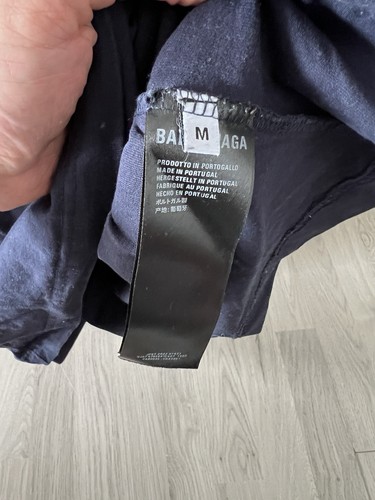 M
BAL AGA
PRODOTTO IN PORTOGALLO
MADE IN PORTUGAL
HERGESTELLT IN PORTUGAL
FABRIQUÉ AU PORTUGAL
HECHO EN PORTUGAL
ポルトガル製
产地: 葡萄牙